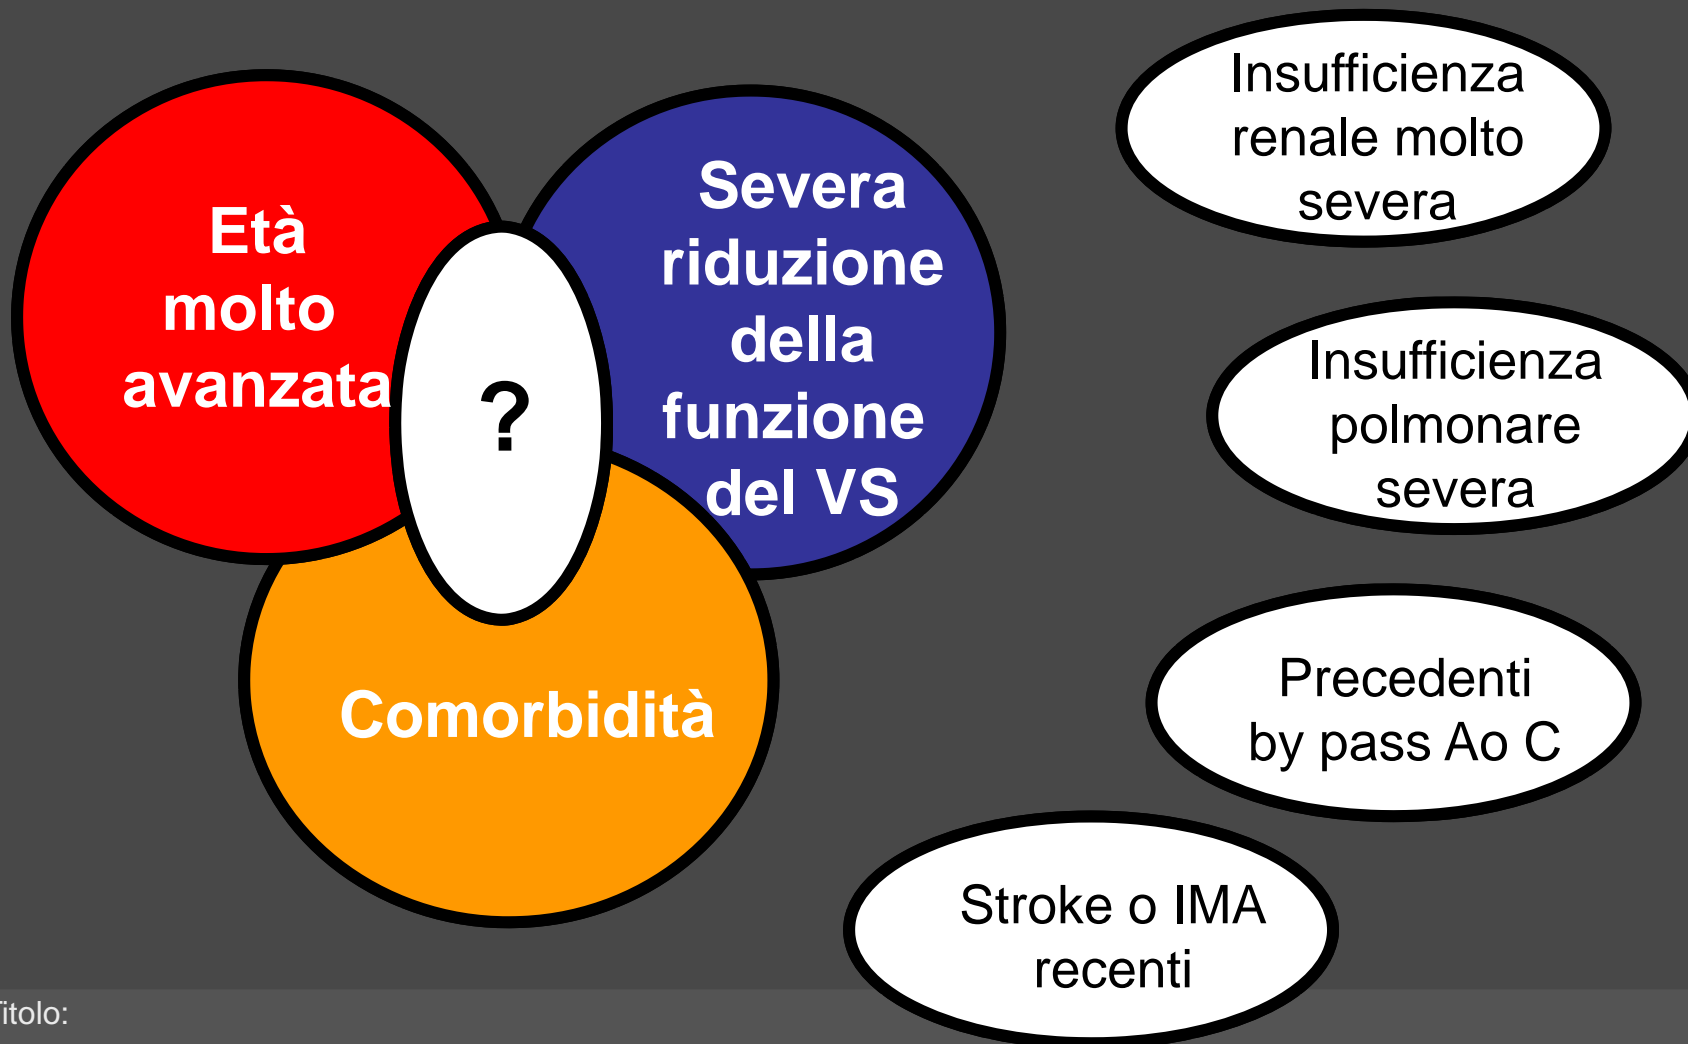 Età
molto
avanzata
?
Severa
riduzione
della
funzione
del VS
Comorbidità
Insufficienza
renale molto
severa
Insufficienza
polmonare
severa
Precedenti
by pass Ao C
Stroke o IMA
recenti
Titolo: